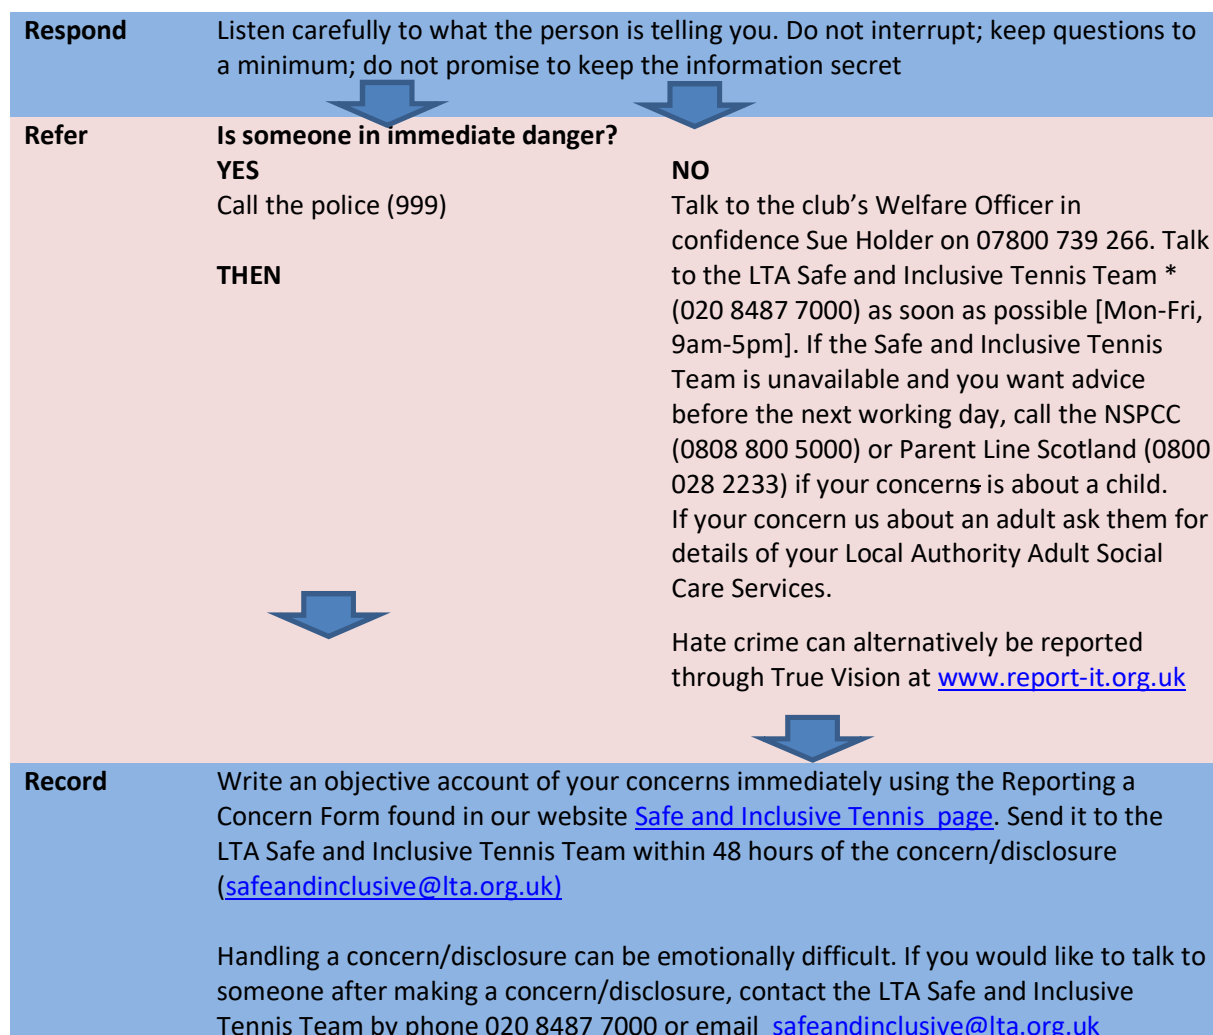 Respond Listen carefully to what the person is telling you. Do not interrupt; keep questions to
a minimum; do not promise to keep the information secret
Refer Is someone in immediate danger?
YES
Call the police (999)
THEN
NO
Talk to the club's Welfare Officer in
confidence Sue Holder on 07800 739 266. Talk
to the LTA Safe and Inclusive Tennis Team *
(020 8487 7000) as soon as possible [Mon-Fri,
9am-5pm]. If the Safe and Inclusive Tennis
Team is unavailable and you want advice
before the next working day, call the NSPCC
(0808 800 5000) or Parent Line Scotland (0800
028 2233) if your concerns is about a child.
If your concern us about an adult ask them for
details of your Local Authority Adult Social
Care Services.
Hate crime can alternatively be reported
through True Vision at www.report-it.org.uk
Record Write an objective account of your concerns immediately using the Reporting a
Concern Form found in our website Safe and Inclusive Tennis page. Send it to the
LTA Safe and Inclusive Tennis Team within 48 hours of the concern/disclosure
(safeandinclusive@lta.org.uk)
Handling a concern/disclosure can be emotionally difficult. If you would like to talk to
someone after making a concern/disclosure, contact the LTA Safe and Inclusive
Tennis Team by phone 020 8487 7000 or email safeandinclusive@lta.org.uk